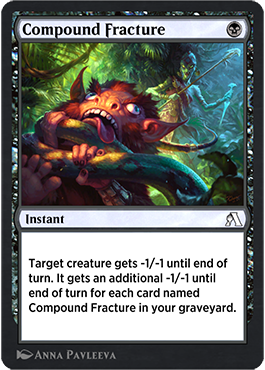 Compound Fracture
Instant
Target creature gets -1/-1 until end of
turn. It gets an additional -1/-1 until
end of turn for each card named
Compound Fracture in your graveyard.
Anna Pavleeva